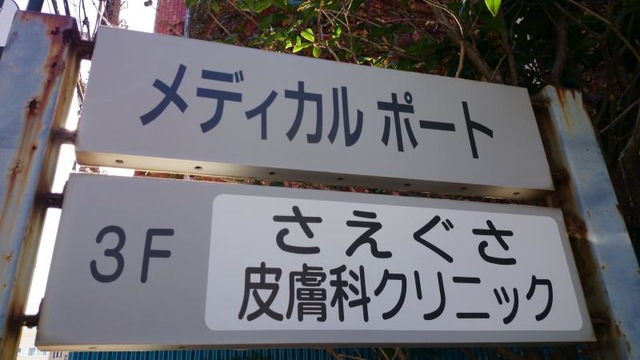 メディカル ポート
3F
さえぐさ
皮膚科クリニック